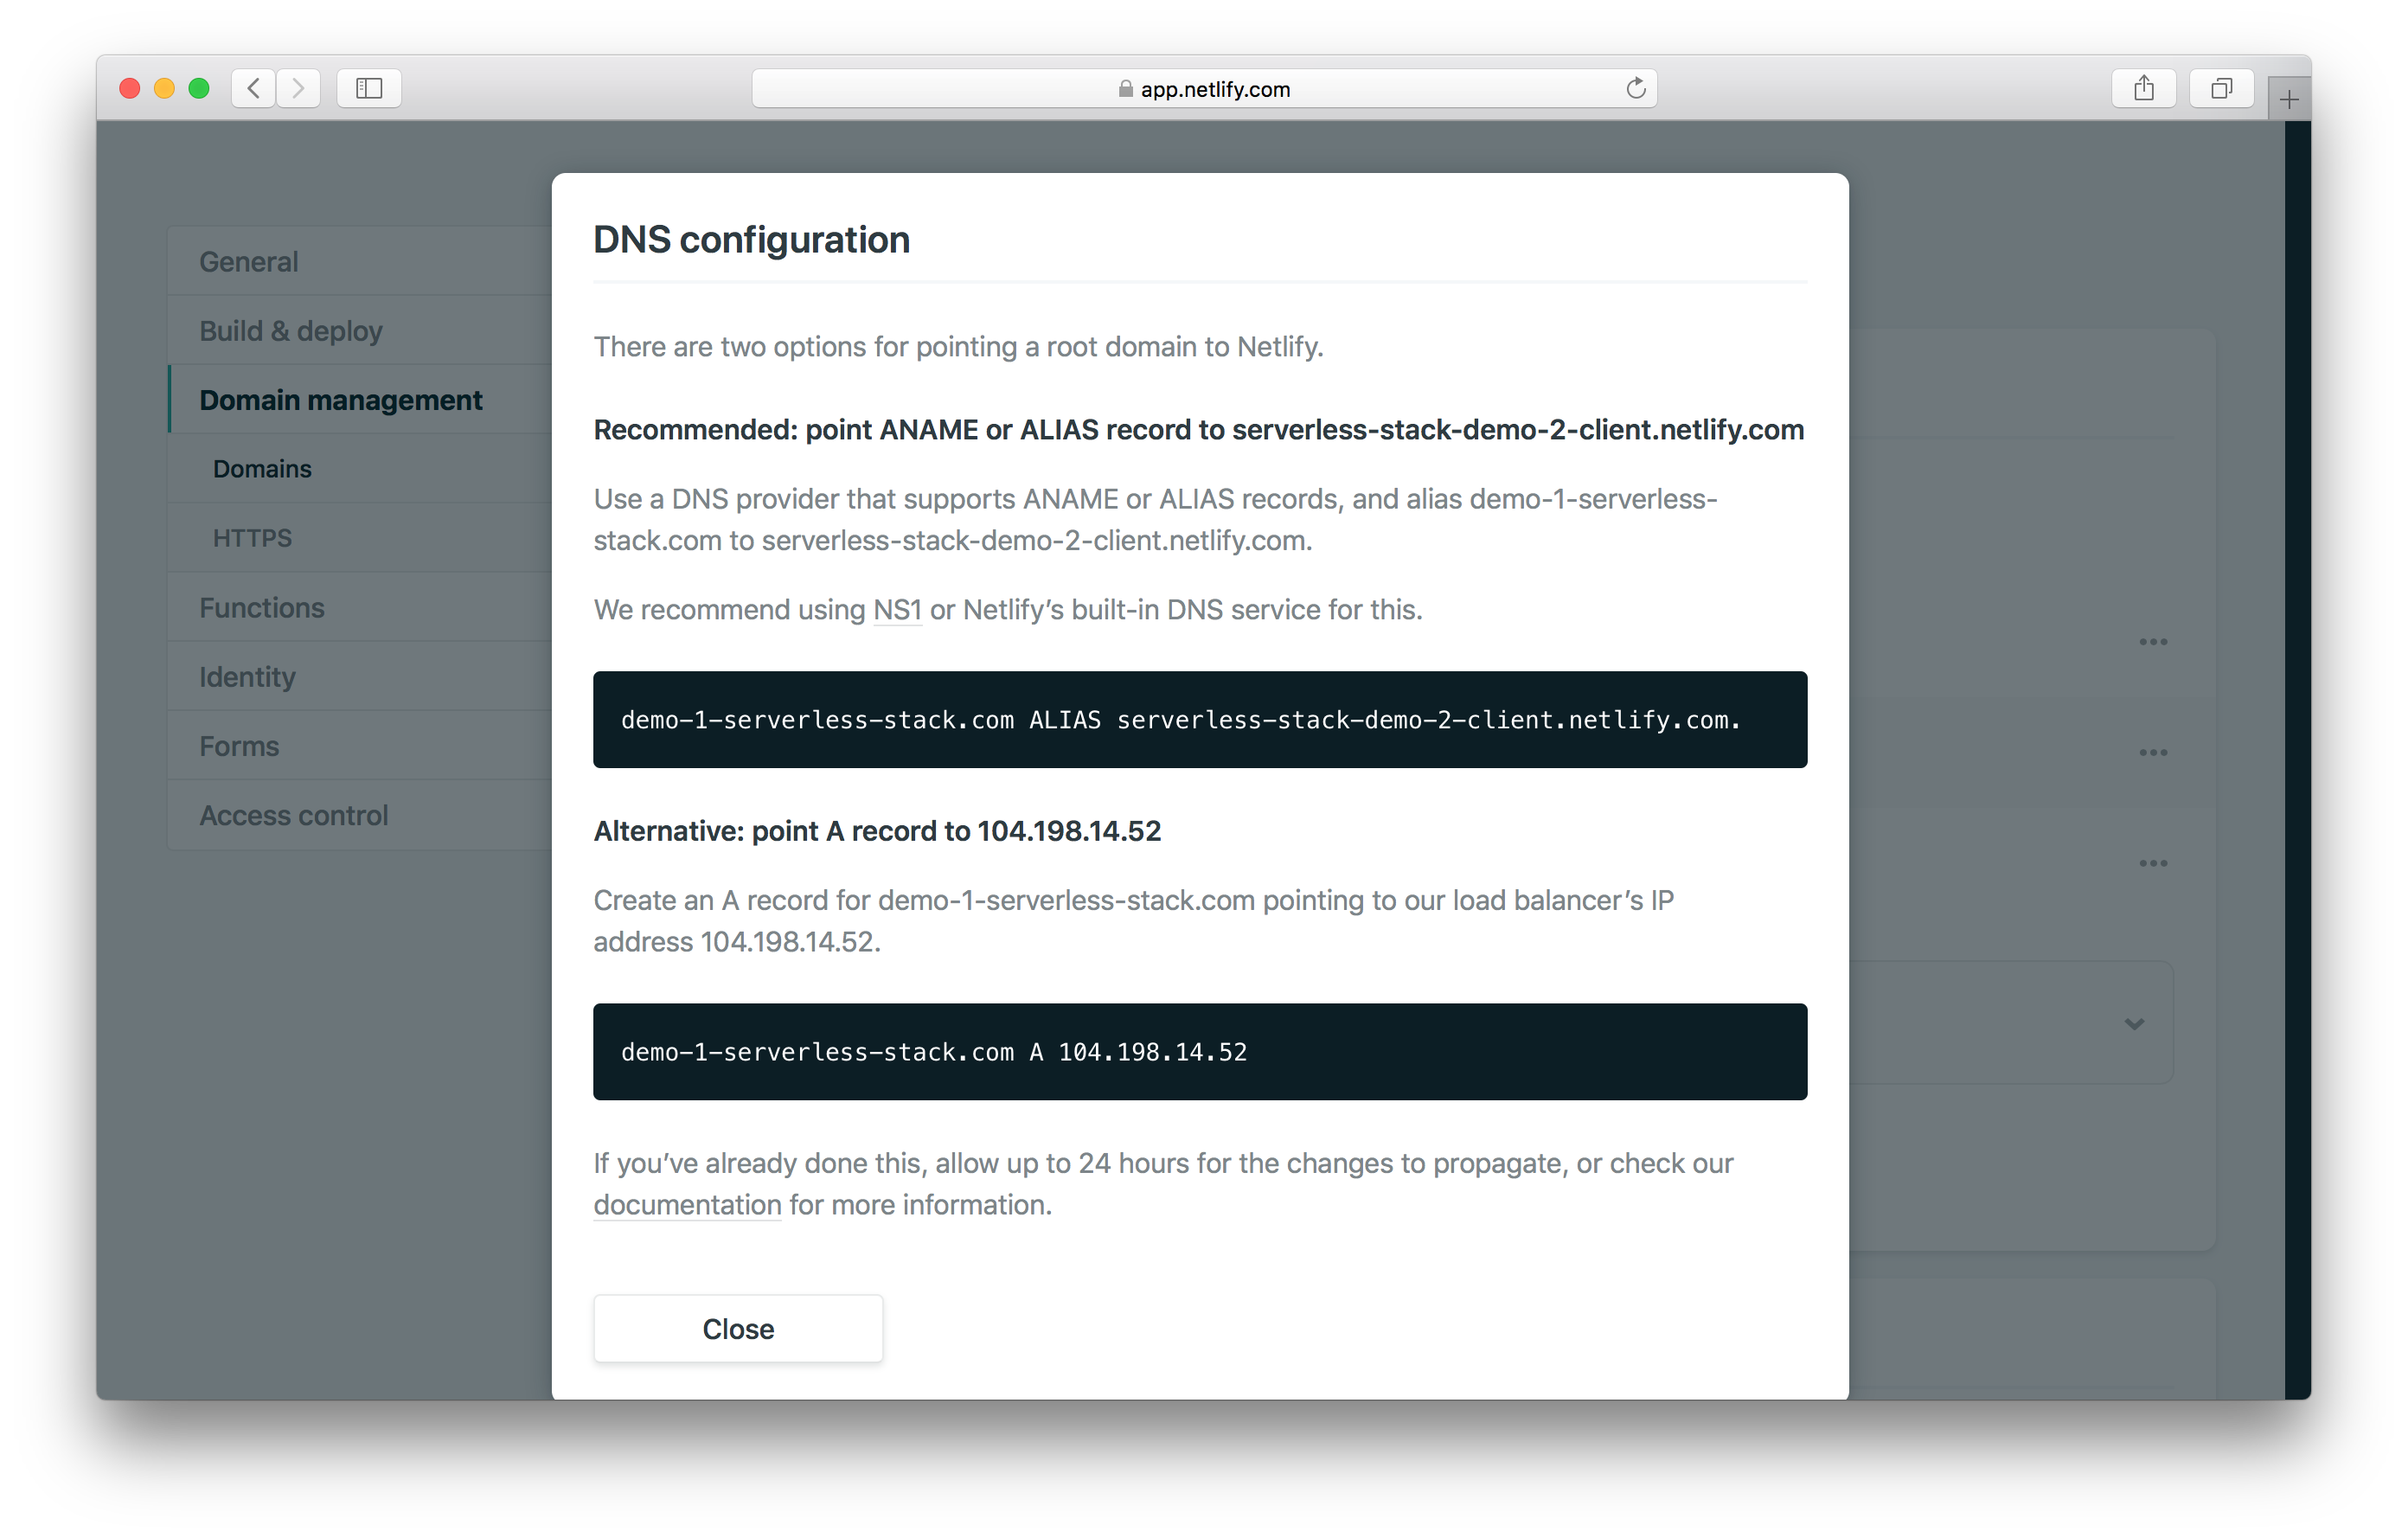 app.netlify.com
General
Build & deploy
Domain management
Domains
HTTPS
Functions
Identity
Forms
Access control
DNS configuration
There are two options for pointing a root domain to Netlify.
Recommended: point ANAME or ALIAS record to serverless-stack-demo-2-client.netlify.com
Use a DNS provider that supports ANAME or ALIAS records, and alias demo-1-serverless-
stack.com to serverless-stack-demo-2-client.netlify.com.
We recommend using NS1 or Netlify’s built-in DNS service for this.
demo-1-serverless-stack.com ALIAS serverless-stack-demo-2-client.netlify.com.
Alternative: point A record to 104.198.14.52
Create an A record for demo-1-serverless-stack.com pointing to our load balancer’s IP
address 104.198.14.52.
demo-1-serverless-stack.com A 104.198.14.52
If you’ve already done this, allow up to 24 hours for the changes to propagate, or check our
documentation for more information.
Close